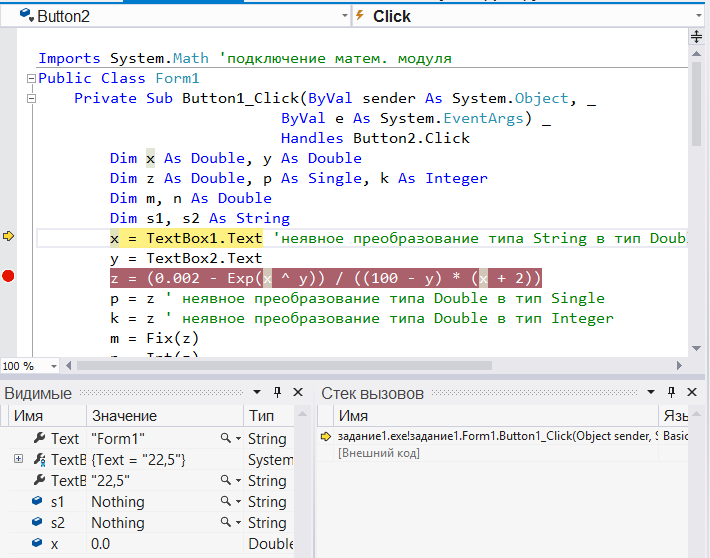 Button2 Click
Imports System.Math 'подключение матем. модуля
Public Class Form1
Private Sub Button1_Click(ByVal sender As System.Object, _
ByVal e As System.EventArgs) _
Handles Button2.Click
Dim x As Double, y As Double
Dim z As Double, p As Single, k As Integer
Dim m, n As Double
Dim s1, s2 As String
x = TextBox1.Text 'неявное преобразование типа String в тип Doubl
y = TextBox2.Text
z = (0.002 - Exp(x ^ y)) / ((100 - y) * (x + 2))
p = z ' неявное преобразование типа Double в тип Single
k = z ' неявное преобразование типа Double в тип Integer
m = Fix(z)
100 %
Видимые
Имя Значение Тип
Text "Form1" String
TextB {Text = "22,5"} System
TextB "22,5" String
s1 Nothing String
s2 Nothing String
x 0.0 Double
Стек вызовов
Имя Язы
задание1.exe!задание1.Form1.Button1_Click(Object sender, S Basic
[Внешний код]